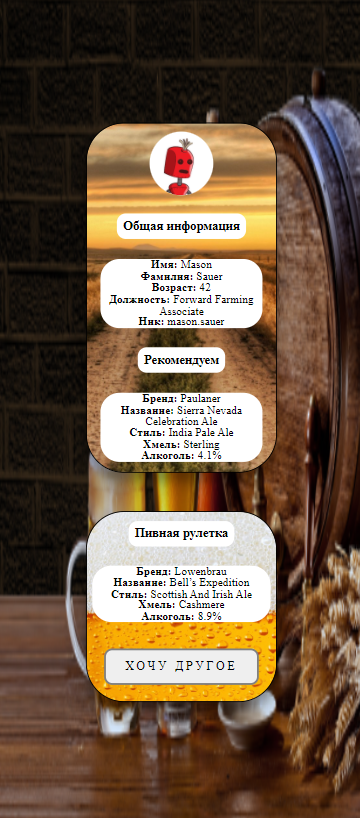 Общая информация
Имя: Mason
Фамилия: Sauer
Возраст: 42
Должность: Forward Farming
Associate
Ник: mason.sauer
Рекомендуем
Бренд: Paulaner
Название: Sierra Nevada
Celebration Ale
Стиль: India Pale Ale
Хмель: Sterling
Алкоголь: 4.1%
Пивная рулетка
Бренд: Lowenbrau
Название: Bell’s Expedition
Стиль: Scottish And Irish Ale
Хмель: Cashmere
Алкоголь: 8.9%
ХОЧУ ДРУГОЕ